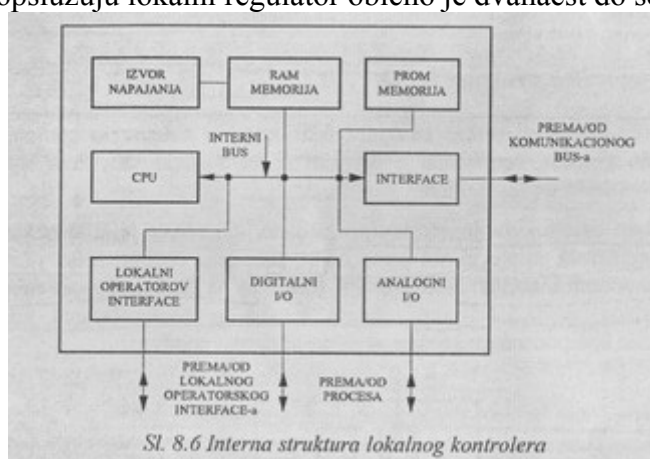 lokalni regulator obično je dvanaest do
IZVOR
NAPAJANJA
RAM
MEMORIJA
PROM
MEMORIJA
INTERNI
BUS
PREMA/OD
KOMUNIKACIONOG
BUS-a
CPU
INTERFACE
LOKALNI
OPERATOROV
INTERFACE
DIGITALNI
I/O
ANALOGNI
I/O
PREMA/OD
LOKALNOG
OPERATORSKOG
INTERFACE-a
PREMA/OD
PROCESA
Sl. 8.6 Interna struktura lokalnog kontrolera